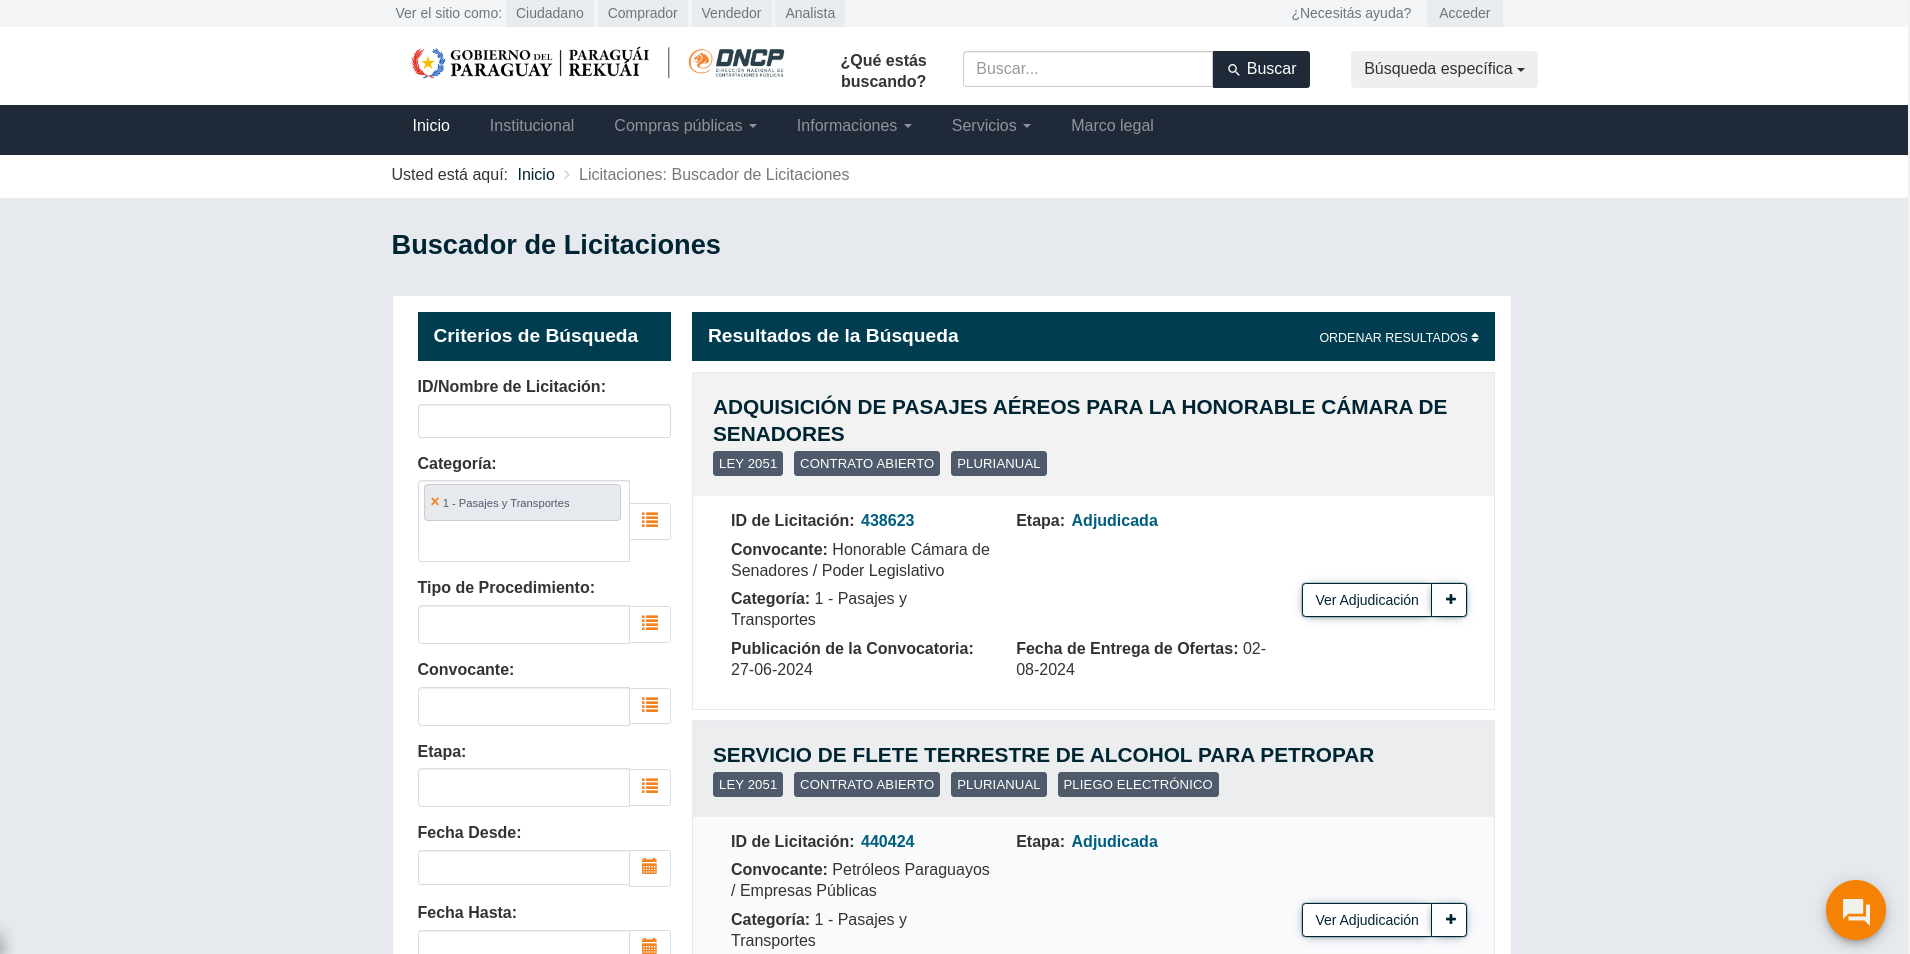 Ver el sitio como: Ciudadano Comprador Vendedor Analista ¿Necesitás ayuda? Acceder
GOBIERNO DEL PARAGUAY | PARAGUÁI REKUÁI
DNCP
DIRECCIÓN NACIONAL DE CONTRATACIONES PÚBLICAS
¿Qué estás
buscando?
Buscar... Buscar Búsqueda específica
Inicio Institucional Compras públicas Informaciones Servicios Marco legal
Usted está aquí: Inicio Licitaciones: Buscador de Licitaciones
Buscador de Licitaciones
Criterios de Búsqueda
ID/Nombre de Licitación:
Categoría:
× 1 - Pasajes y Transportes
Tipo de Procedimiento:
Convocante:
Etapa:
Fecha Desde:
Fecha Hasta:
Resultados de la Búsqueda ORDENAR RESULTADOS
ADQUISICIÓN DE PASAJES AÉREOS PARA LA HONORABLE CÁMARA DE
SENADORES
LEY 2051 CONTRATO ABIERTO PLURIANUAL
ID de Licitación: 438623 Etapa: Adjudicada
Convocante: Honorable Cámara de
Senadores / Poder Legislativo
Categoría: 1 - Pasajes y
Transportes
Ver Adjudicación +
Publicación de la Convocatoria:
27-06-2024
Fecha de Entrega de Ofertas: 02-
08-2024
SERVICIO DE FLETE TERRESTRE DE ALCOHOL PARA PETROPAR
LEY 2051 CONTRATO ABIERTO PLURIANUAL PLIEGO ELECTRÓNICO
ID de Licitación: 440424 Etapa: Adjudicada
Convocante: Petróleos Paraguayos
/ Empresas Públicas
Categoría: 1 - Pasajes y
Transportes
Ver Adjudicación +